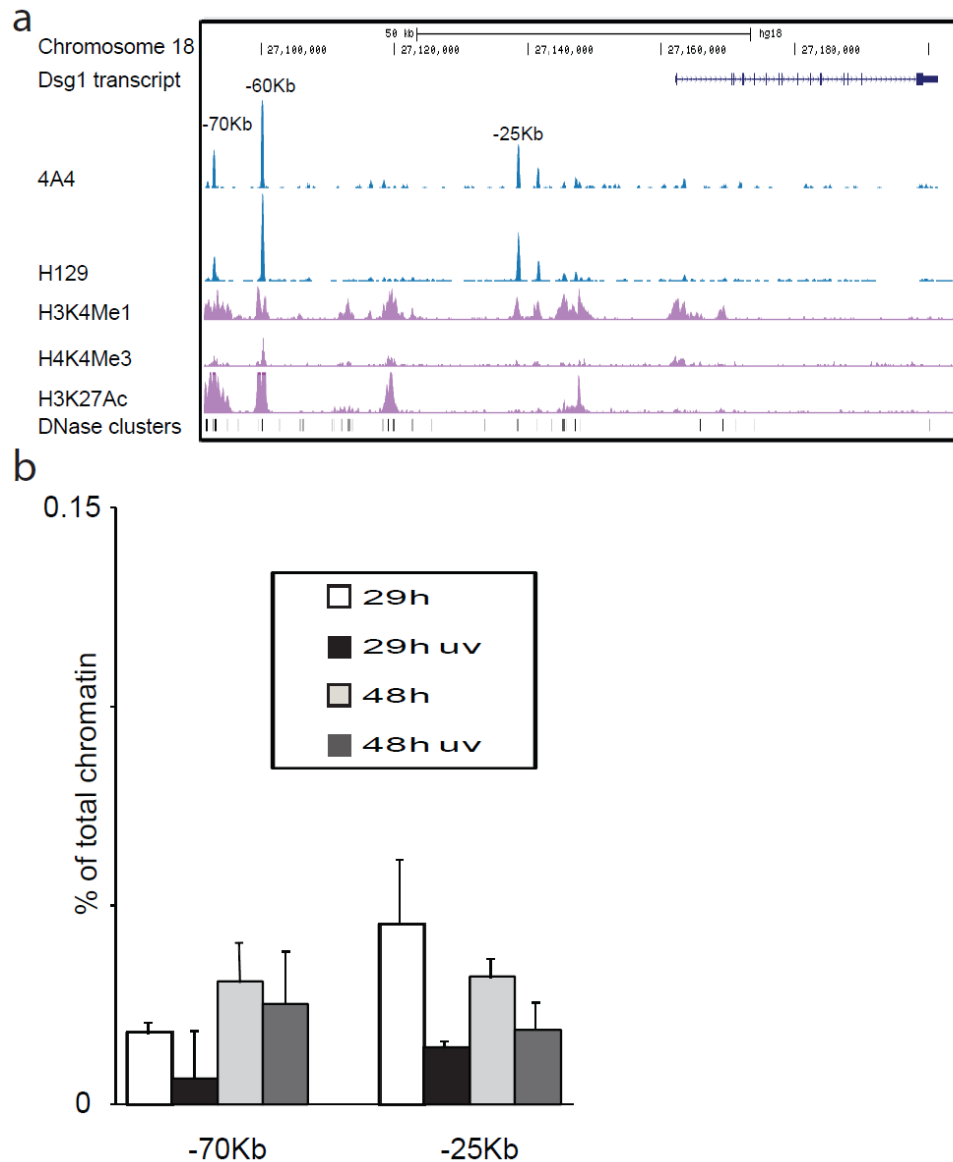 a
50 kb hg18
Chromosome 18 27,100,000 27,120,000 27,140,000 27,160,000 27,180,000
Dsg1 transcript
-60Kb
-70Kb -25Kb
4A4
H129
H3K4Me1
H4K4Me3
H3K27Ac
DNase clusters
b
0.15
% of total chromatin
29h
29h uv
48h
48h uv
0
-70Kb -25Kb